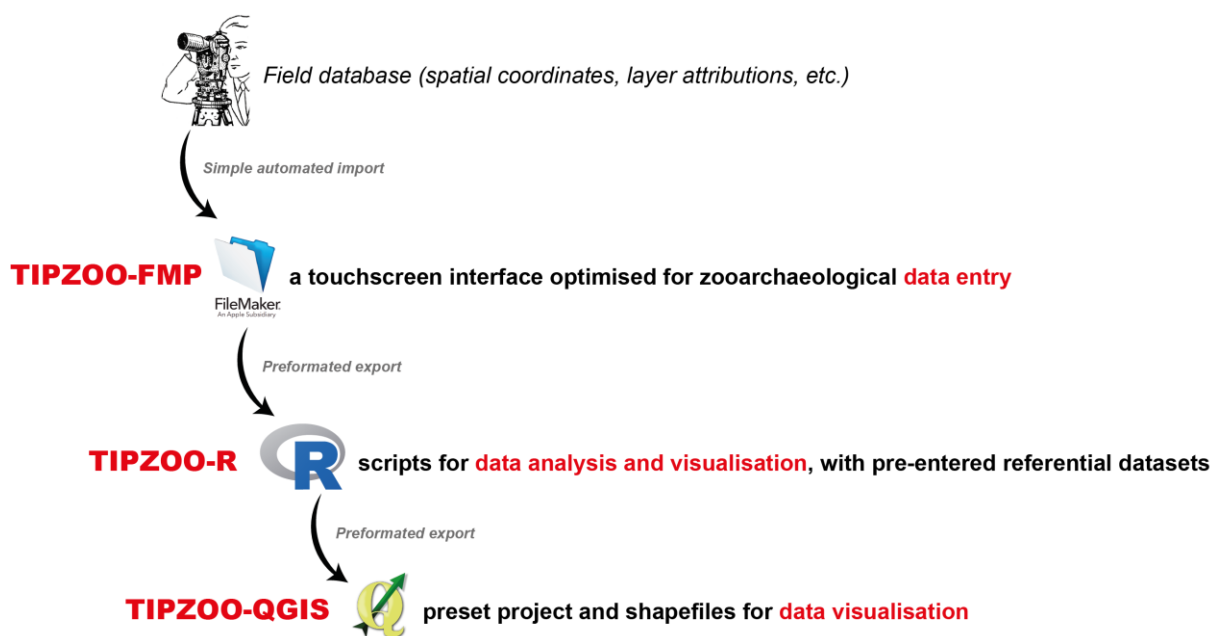 Field database (spatial coordinates, layer attributions, etc.)
Simple automated import
TIPZOO-FMP
FileMaker
An Apple Subsidiary
a touchscreen interface optimised for zooarchaeological data entry
Preformated export
TIPZOO-R
R
scripts for data analysis and visualisation, with pre-entered referential datasets
Preformated export
TIPZOO-QGIS
Q
preset project and shapefiles for data visualisation